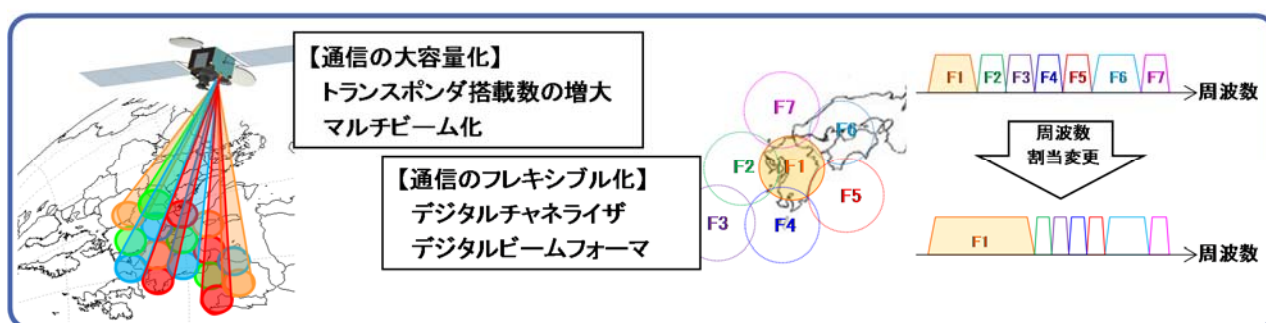 【通信の大容量化】
トランスポンダ搭載数の増大
マルチビーム化
【通信のフレキシブル化】
デジタルチャネライザ
デジタルビームフォーマ
F7
F6
F2
F1
F5
F3
F4
F1 F2 F3 F4 F5 F6 F7
周波数
周波数
割当変更
F1
周波数